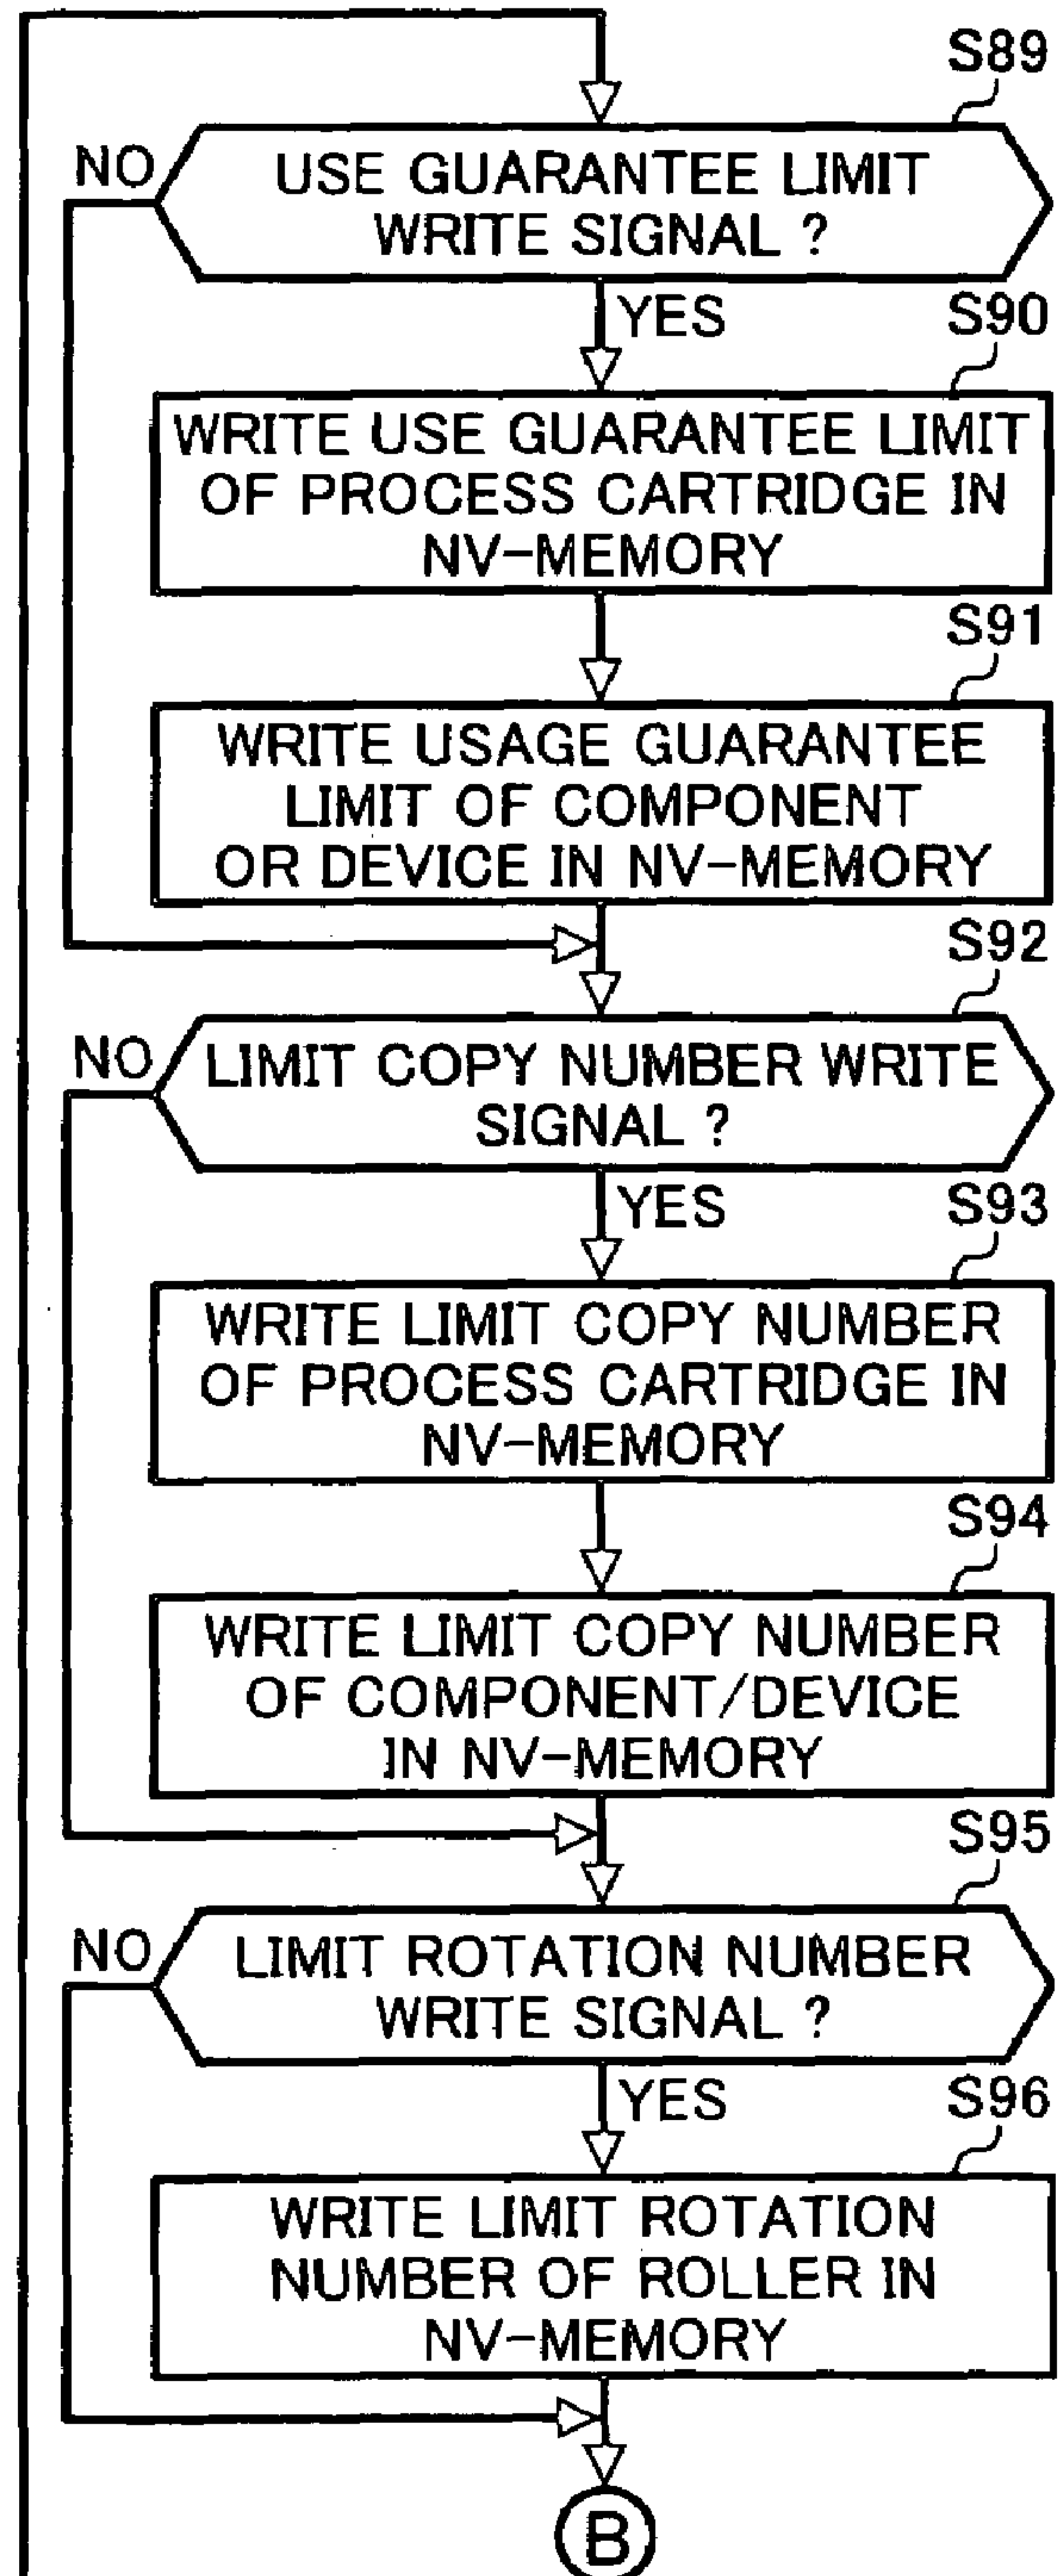 S89
NO
USE GUARANTEE LIMIT
WRITE SIGNAL ?
YES
S90
WRITE USE GUARANTEE LIMIT
OF PROCESS CARTRIDGE IN
NV-MEMORY
S91
WRITE USAGE GUARANTEE
LIMIT OF COMPONENT
OR DEVICE IN NV-MEMORY
S92
NO
LIMIT COPY NUMBER WRITE
SIGNAL ?
YES
S93
WRITE LIMIT COPY NUMBER
OF PROCESS CARTRIDGE IN
NV-MEMORY
S94
WRITE LIMIT COPY NUMBER
OF COMPONENT/DEVICE
IN NV-MEMORY
S95
NO
LIMIT ROTATION NUMBER
WRITE SIGNAL ?
YES
S96
WRITE LIMIT ROTATION
NUMBER OF ROLLER IN
NV-MEMORY
B